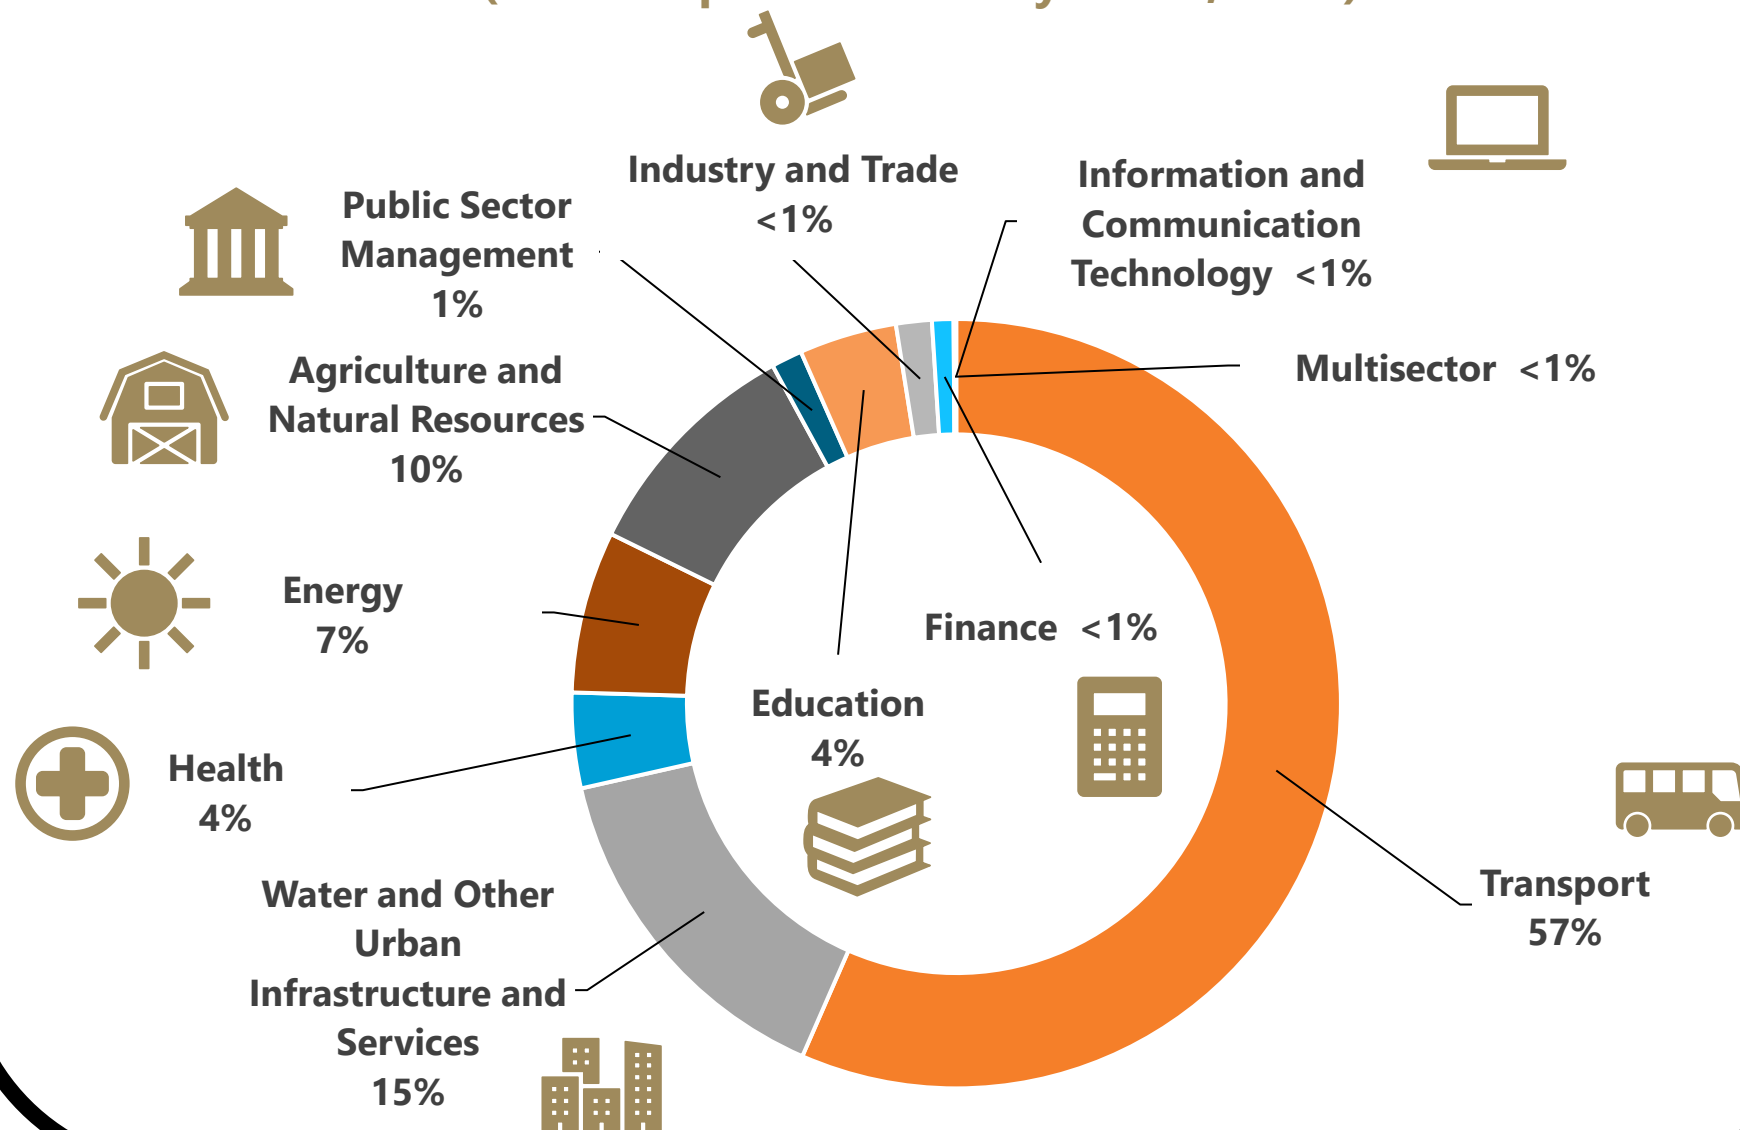 Industry and Trade
<1%
Information and
Communication
Technology <1%
Public Sector
Management
1%
Multisector <1%
Agriculture and
Natural Resources
10%
Energy
7%
Finance <1%
Education
4%
Health
4%
Transport
57%
Water and Other
Urban
Infrastructure and
Services
15%